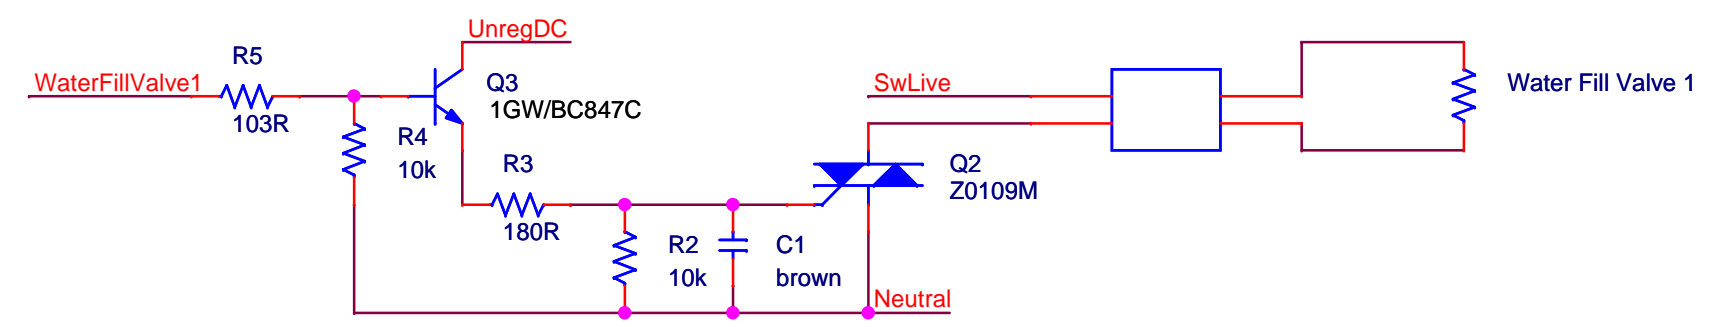 UnregDC
R5
WaterFillValve1
103R
Q3
1GW/BC847C
R4
10k
R3
180R
SwLive
Water Fill Valve 1
Q2
Z0109M
R2
10k
C1
brown
Neutral